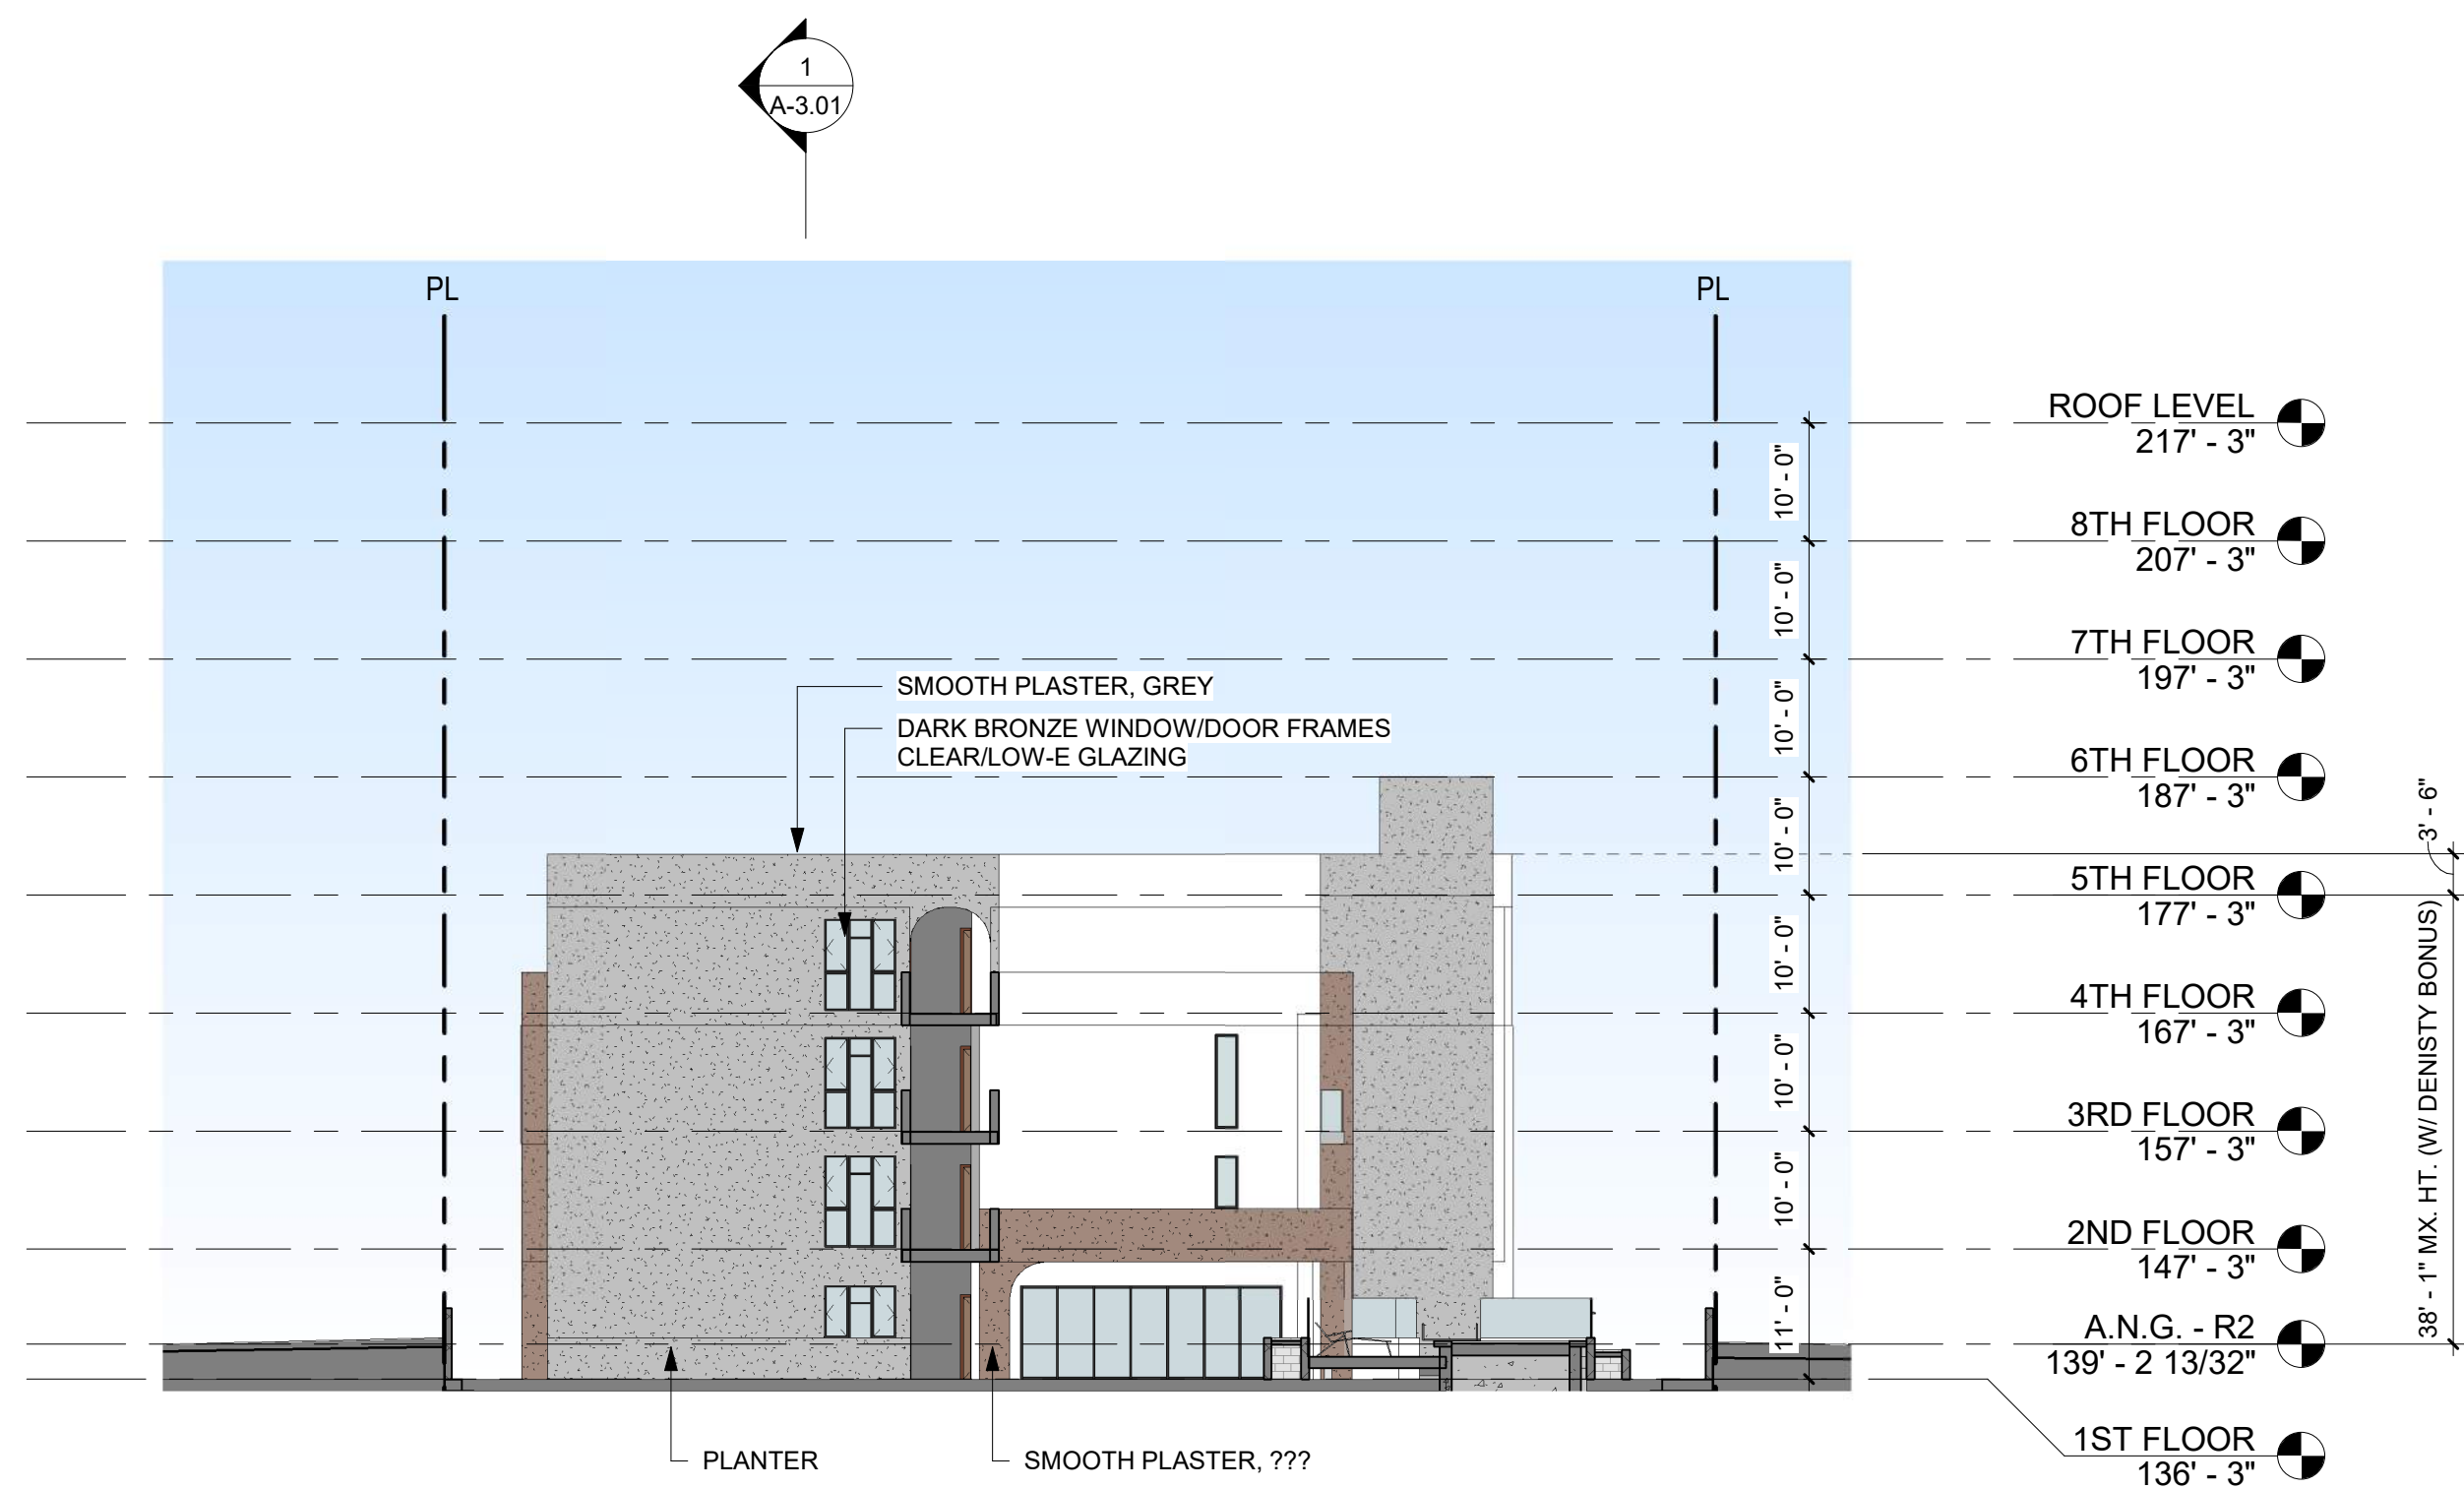 1
A-3.01
PL
PL
ROOF LEVEL
217' - 3"
10' - 0"
8TH FLOOR
207' - 3"
10' - 0"
7TH FLOOR
197' - 3"
SMOOTH PLASTER, GREY
10' - 0"
DARK BRONZE WINDOW/DOOR FRAMES
CLEAR/LOW-E GLAZING
6TH FLOOR
187' - 3"
3' - 6"
10' - 0"
5TH FLOOR
177' - 3"
10' - 0"
4TH FLOOR
167' - 3"
10' - 0"
38' - 1" MX. HT. (W/ DENISTY BONUS)
3RD FLOOR
157' - 3"
10' - 0"
2ND FLOOR
147' - 3"
11' - 0"
A.N.G. - R2
139' - 2 13/32"
1ST FLOOR
136' - 3"
PLANTER
SMOOTH PLASTER, ???